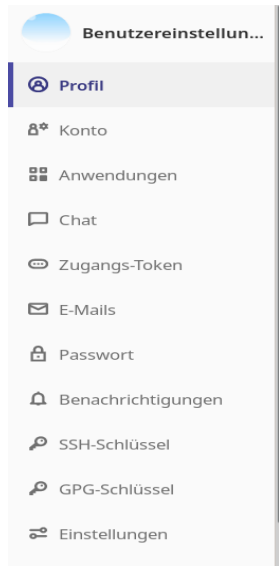 Benutzereinstellun...
Profil
Konto
Anwendungen
Chat
Zugangs-Token
E-Mails
Passwort
Benachrichtigungen
SSH-Schlüssel
GPG-Schlüssel
Einstellungen